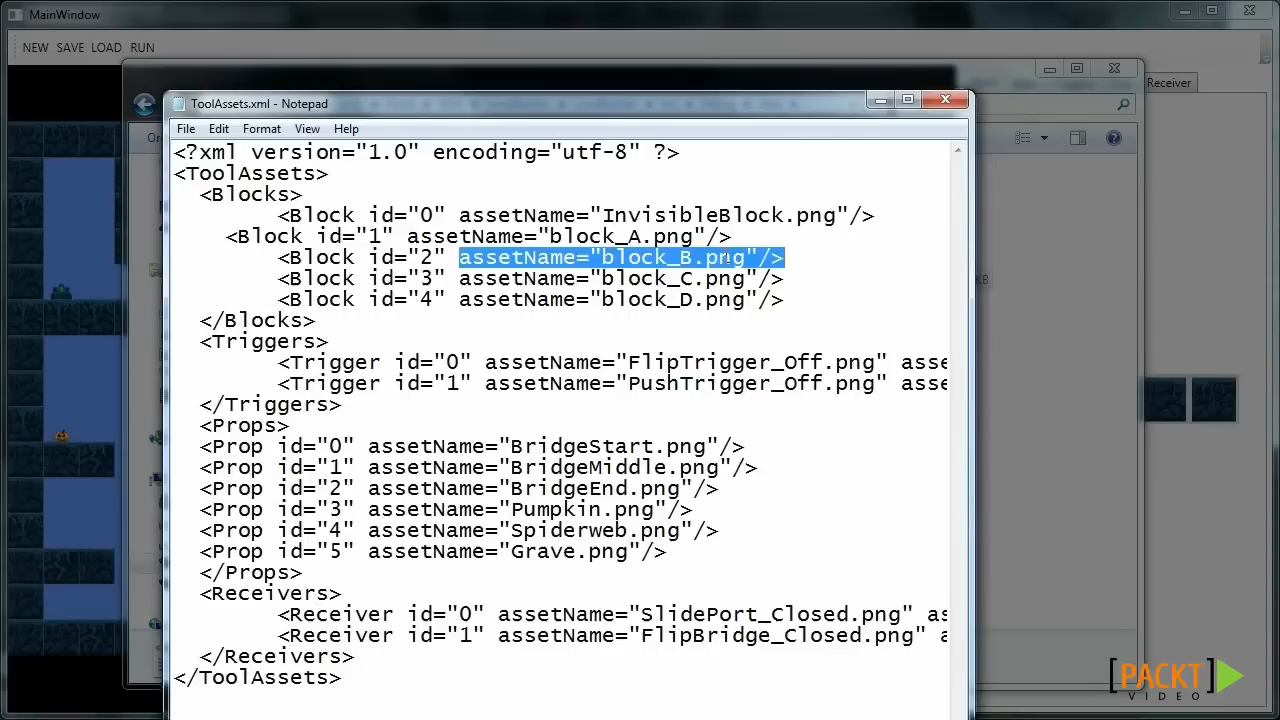 MainWindow
NEW SAVE LOAD RUN
Receiver
ToolAssets.xml - Notepad
File Edit Format View Help
Or
<?xml version="1.0" encoding="utf-8" ?>
<ToolAssets>
<Blocks>
<Block id="0" assetName="InvisibleBlock.png"/>
<Block id="1" assetName="block_A.png"/>
<Block id="2" assetName="block_B.png"/>
<Block id="3" assetName="block_C.png"/>
KB
<Block id="4" assetName="block_D.png"/>
</Blocks>
<Triggers>
<Trigger id="0" assetName="FlipTrigger_Off.png" asse
<Trigger id="1" assetName="PushTrigger_Off.png" asse
</Triggers>
<Props>
<Prop id="0" assetName="BridgeStart.png"/>
<Prop id="1" assetName="BridgeMiddle.png"/>
<Prop id="2" assetName="BridgeEnd.png"/>
<Prop id="3" assetName="Pumpkin.png"/>
<Prop id="4" assetName="Spiderweb.png"/>
<Prop id="5" assetName="Grave.png"/>
</Props>
<Receivers>
<Receiver id="0" assetName="SlidePort_Closed.png" as
<Receiver id="1" assetName="FlipBridge_Closed.png" a
</Receivers>
</ToolAssets>
[PACKT]
VIDEO